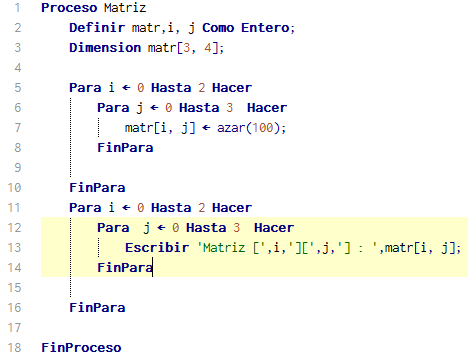 1 Proceso Matriz
2 Definir matr,i, j Como Entero;
3 Dimension matr[3, 4];
4
5 Para i ← 0 Hasta 2 Hacer
6 Para j ← 0 Hasta 3 Hacer
7 matr[i, j] ← azar(100);
8 FinPara
9
10 FinPara
11 Para i ← 0 Hasta 2 Hacer
12 Para j ← 0 Hasta 3 Hacer
13 Escribir 'Matriz [',i,'][',j,'] : ',matr[i, j];
14 FinPara
15
16 FinPara
17
18 FinProceso